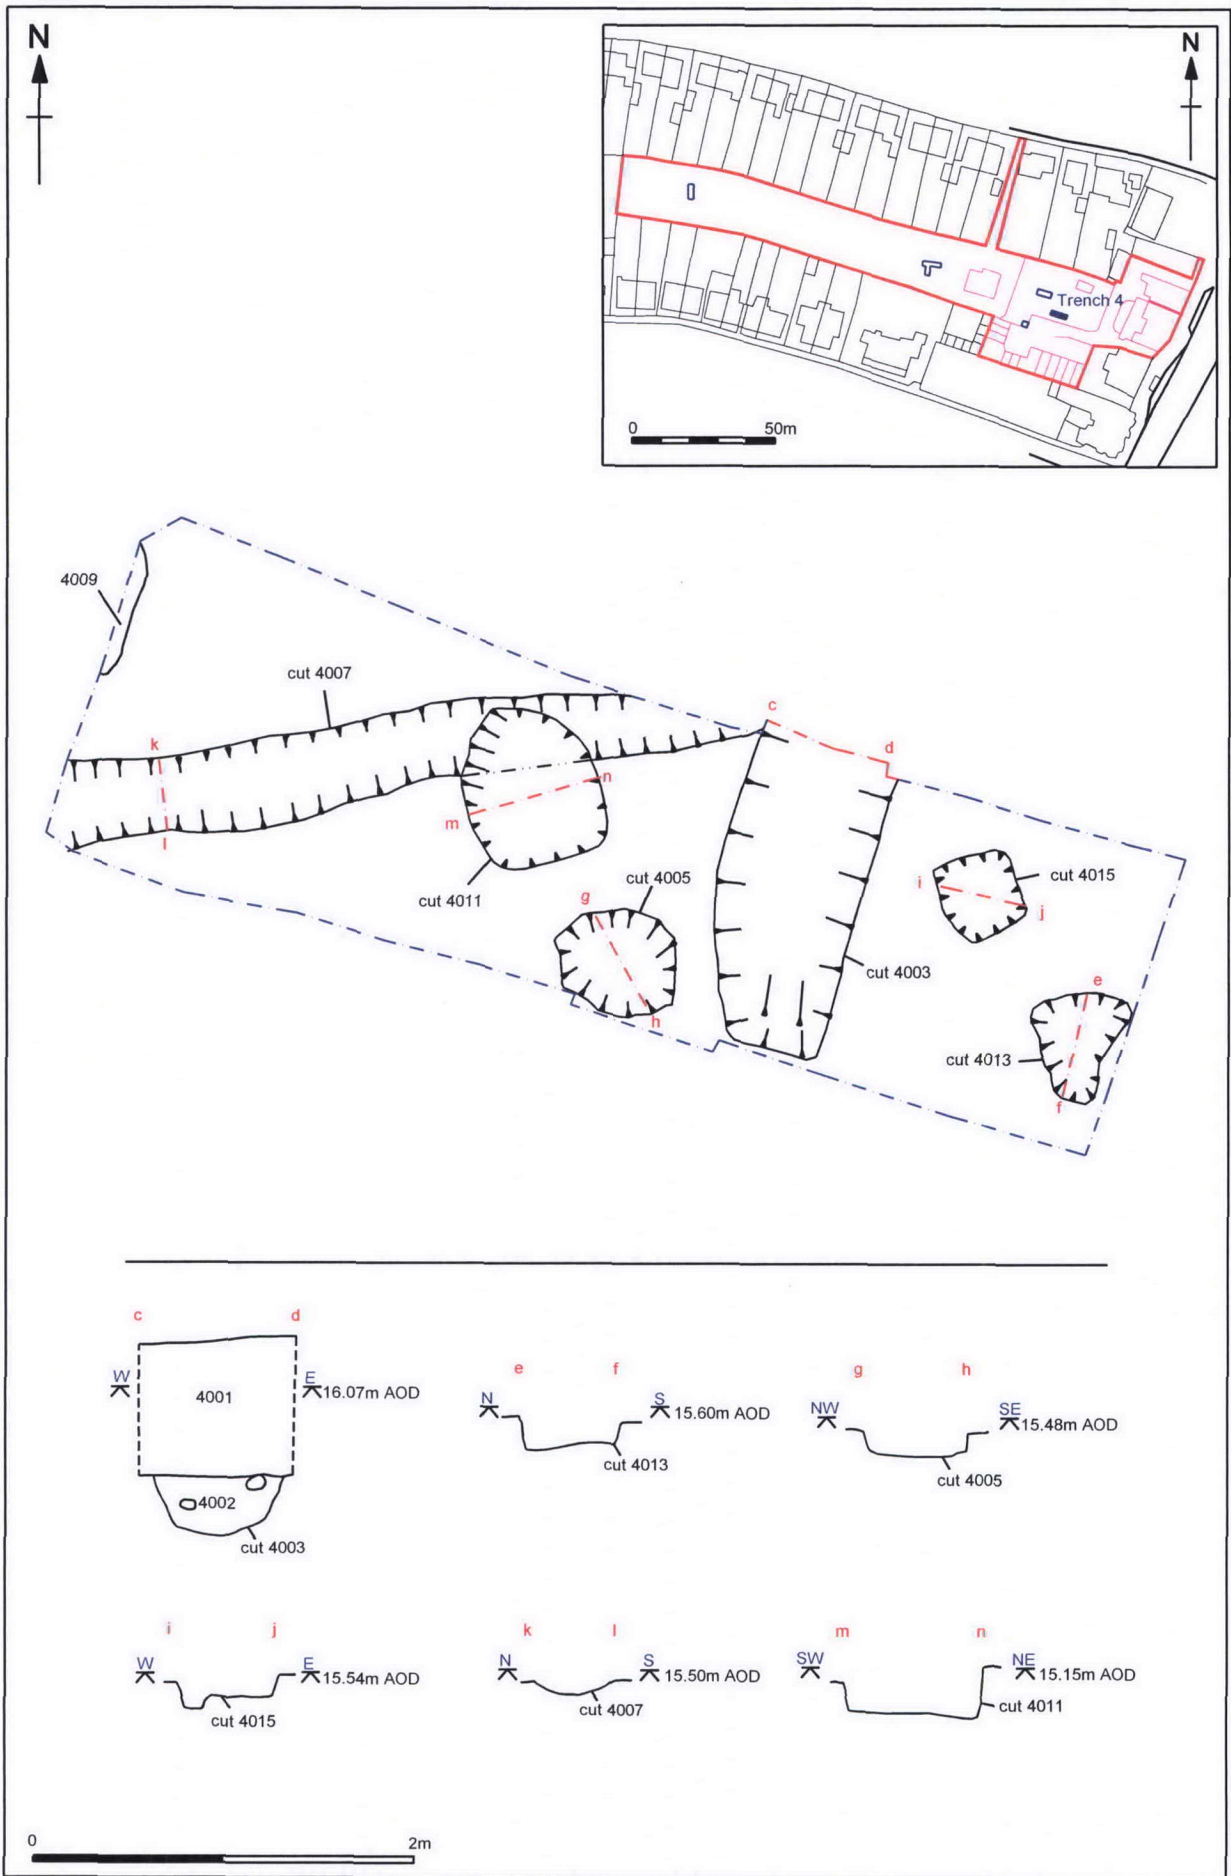 N
N
Trench 4
0 50m
4009
cut 4007
c
k
d
n
m
l
cut 4011
g
cut 4005
i
cut 4015
j
cut 4003
h
e
cut 4013
f
c d
W E 16.07m AOD
4001
4002
cut 4003
e f
N S 15.60m AOD
cut 4013
g h
NW SE 15.48m AOD
cut 4005
i j
W E 15.54m AOD
cut 4015
k l
N S 15.50m AOD
cut 4007
m n
SW NE 15.15m AOD
cut 4011
0 2m